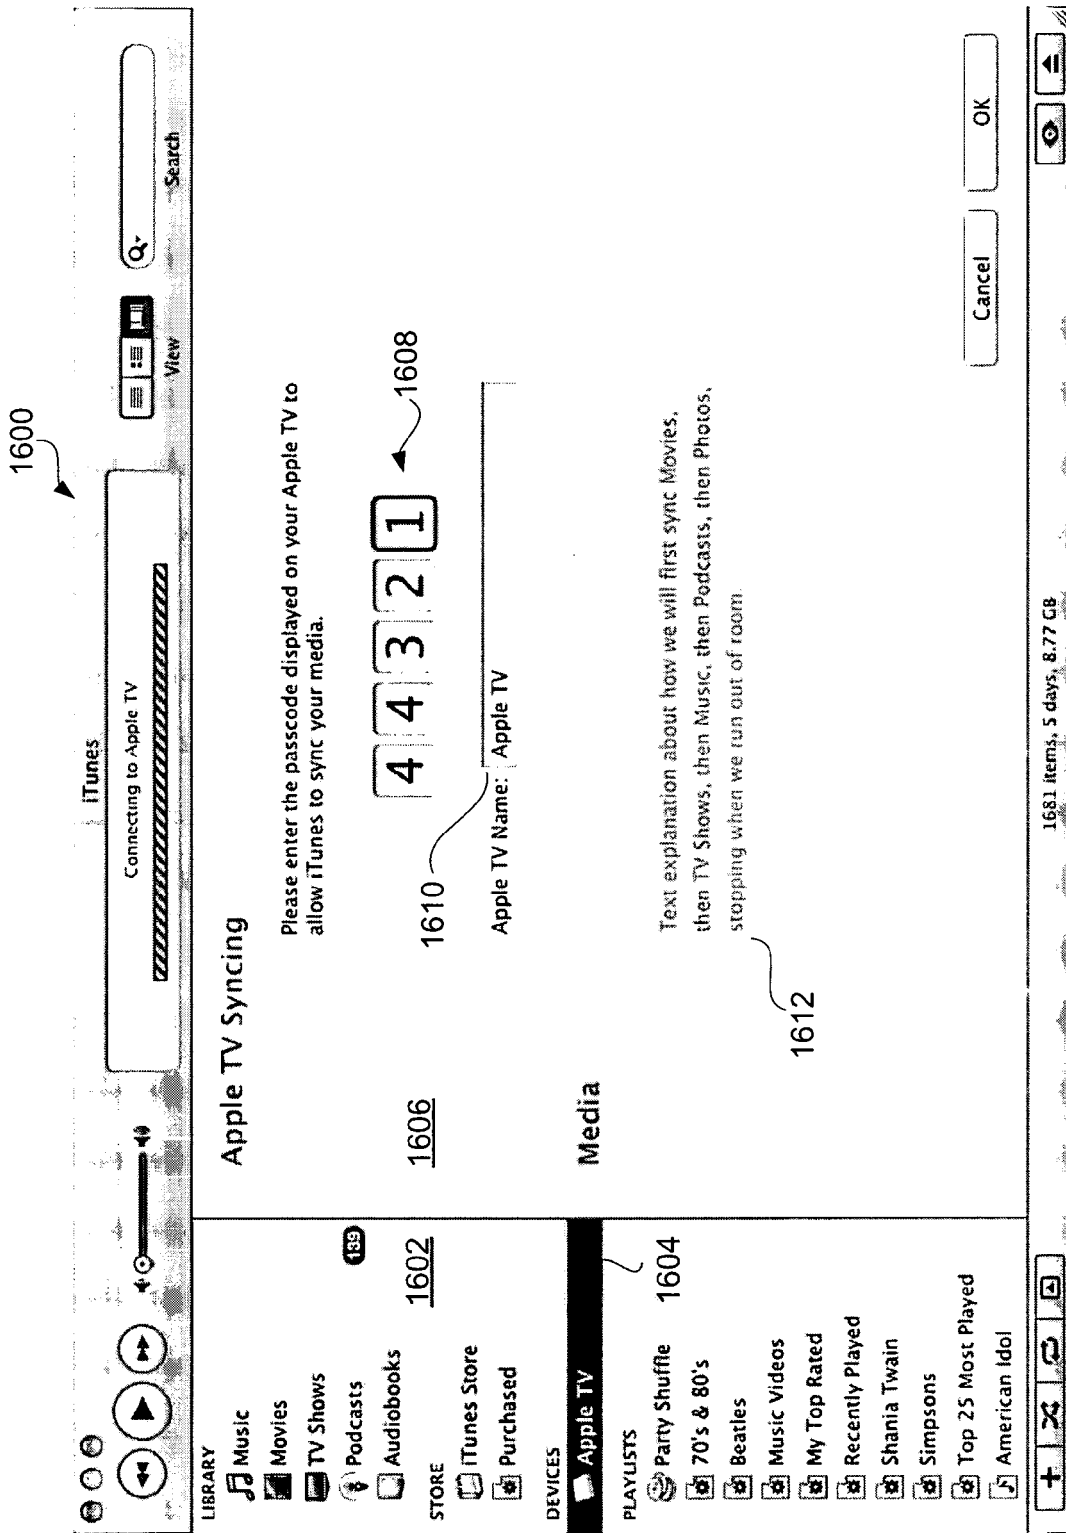 1600
iTunes
Connecting to Apple TV
View
Search
LIBRARY
Music
Movies
TV Shows
Podcasts
189
Audiobooks
1602
STORE
iTunes Store
Purchased
DEVICES
Apple TV
1604
PLAYLISTS
Party Shuffle
70's & 80's
Beatles
Music Videos
My Top Rated
Recently Played
Shania Twain
Simpsons
Top 25 Most Played
American Idol
Apple TV Syncing
Please enter the passcode displayed on your Apple TV to
allow iTunes to sync your media.
1606
4 4 3 2 1
1608
1610
Apple TV Name: Apple TV
Media
Text explanation about how we will first sync Movies,
then TV Shows, then Music, then Podcasts, then Photos,
stopping when we run out of room.
1612
Cancel
OK
1681 items, 5 days, 8.77 GB